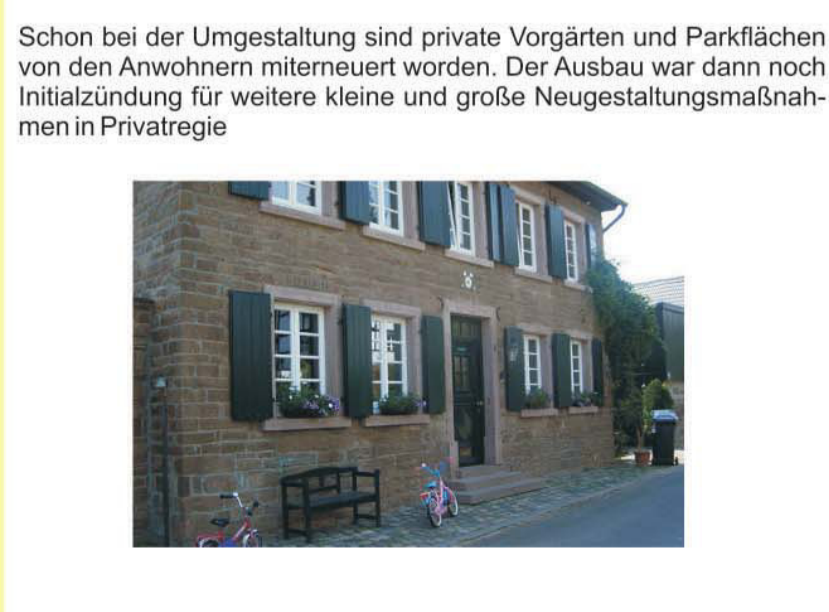 Schon bei der Umgestaltung sind private Vorgärten und Parkflächen
von den Anwohnern miterneuert worden. Der Ausbau war dann noch
Initialzündung für weitere kleine und große Neugestaltungsmaßnah-
men in Privatregie